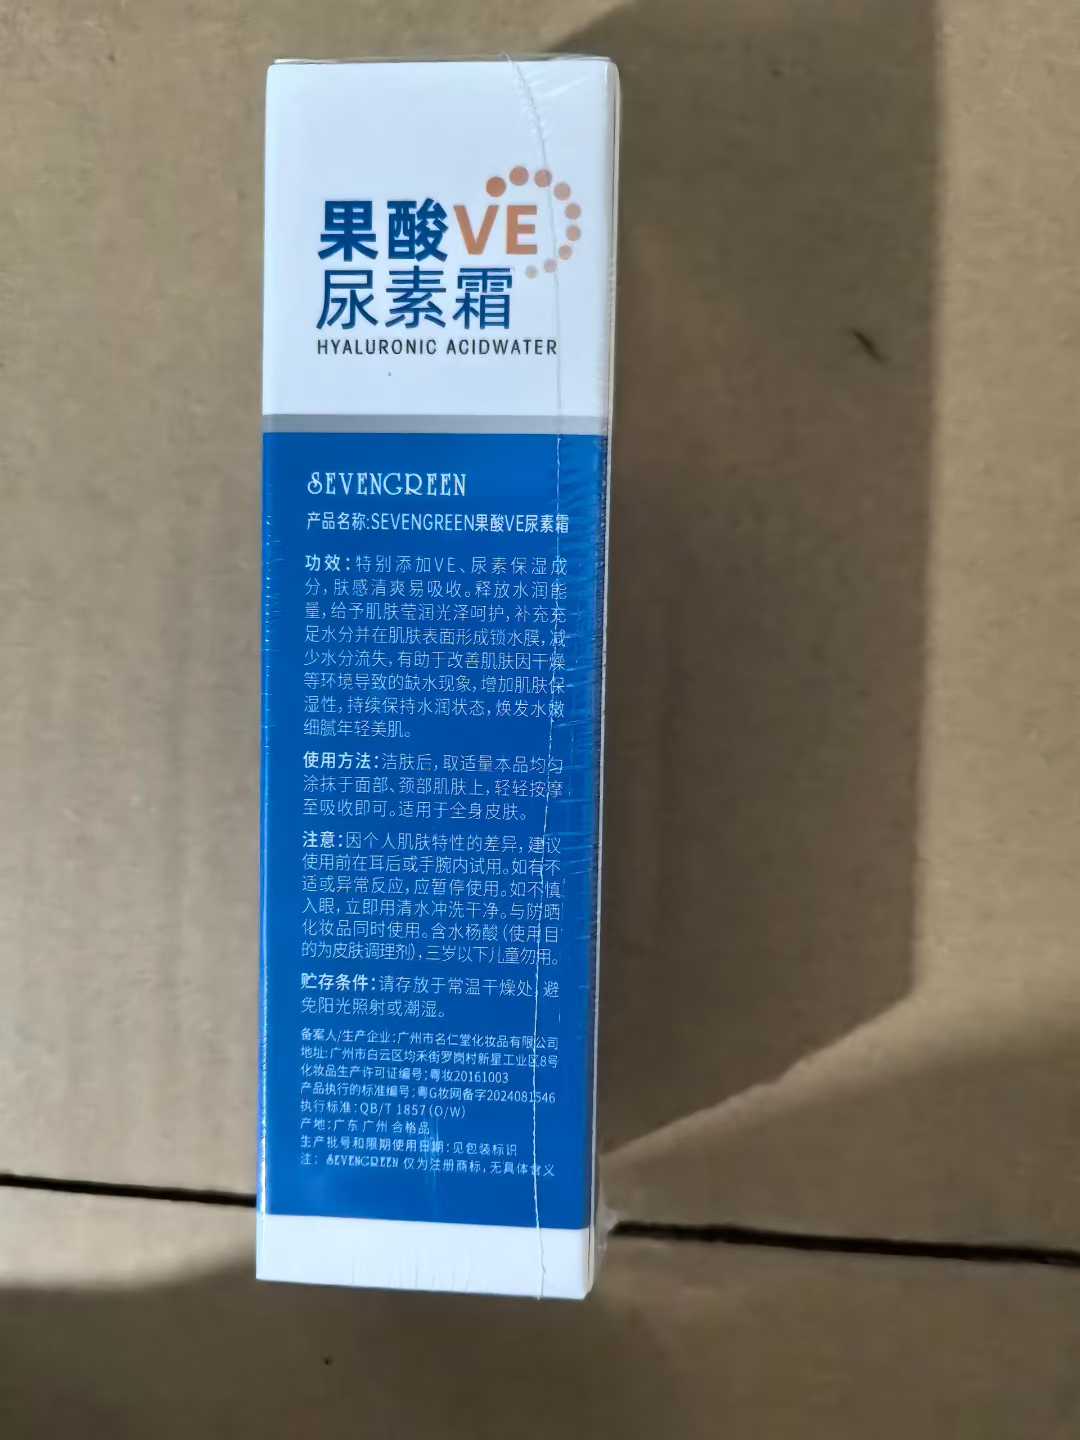 果酸VE
尿素霜
HYALURONIC ACIDWATER
SEVENGREEN
产品名称:SEVENGREEN果酸VE尿素霜
功效：特别添加VE、尿素保湿成
分，肤感清爽易吸收。释放水润能
量，给予肌肤莹润光泽呵护，补充充
足水分并在肌肤表面形成锁水膜，减
少水分流失，有助于改善肌肤因干燥
等环境导致的缺水现象，增加肌肤保
湿性，持续保持水润状态，焕发水嫩
细腻年轻美肌。
使用方法：洁肤后，取适量本品均匀
涂抹于面部、颈部肌肤上，轻轻按摩
至吸收即可。适用于全身皮肤。
注意：因个人肌肤特性的差异，建议
使用前在耳后或手腕内试用。如有不
适或异常反应，应暂停使用。如不慎
入眼，立即用清水冲洗干净。与防晒
化妆品同时使用。含水杨酸（使用目
的为皮肤调理剂），三岁以下儿童勿用。
贮存条件：请存放于常温干燥处，避
免阳光照射或潮湿。
备案人/生产企业：广州市名仁堂化妆品有限公司
地址：广州市白云区均禾街罗岗村新星工业区8号
化妆品生产许可证编号：粤妆20161003
产品执行的标准编号：粤G妆网备字2024081546
执行标准：QB/T 1857(O/W)
产地：广东 广州 合格品
生产批号和限期使用日期：见包装标识
注： SEVENGREEN 仅为注册商标，无具体含义